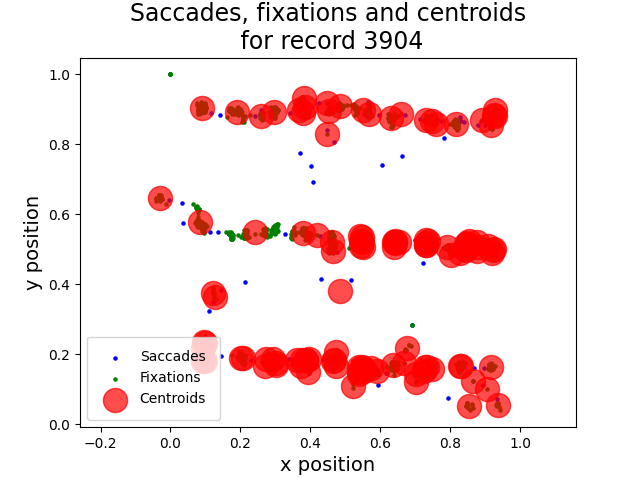 Saccades, fixations and centroids
for record 3904
y position
1.0
0.8
0.6
0.4
0.2
0.0
Saccades
Fixations
Centroids
−0.2 0.0 0.2 0.4 0.6 0.8 1.0
x position